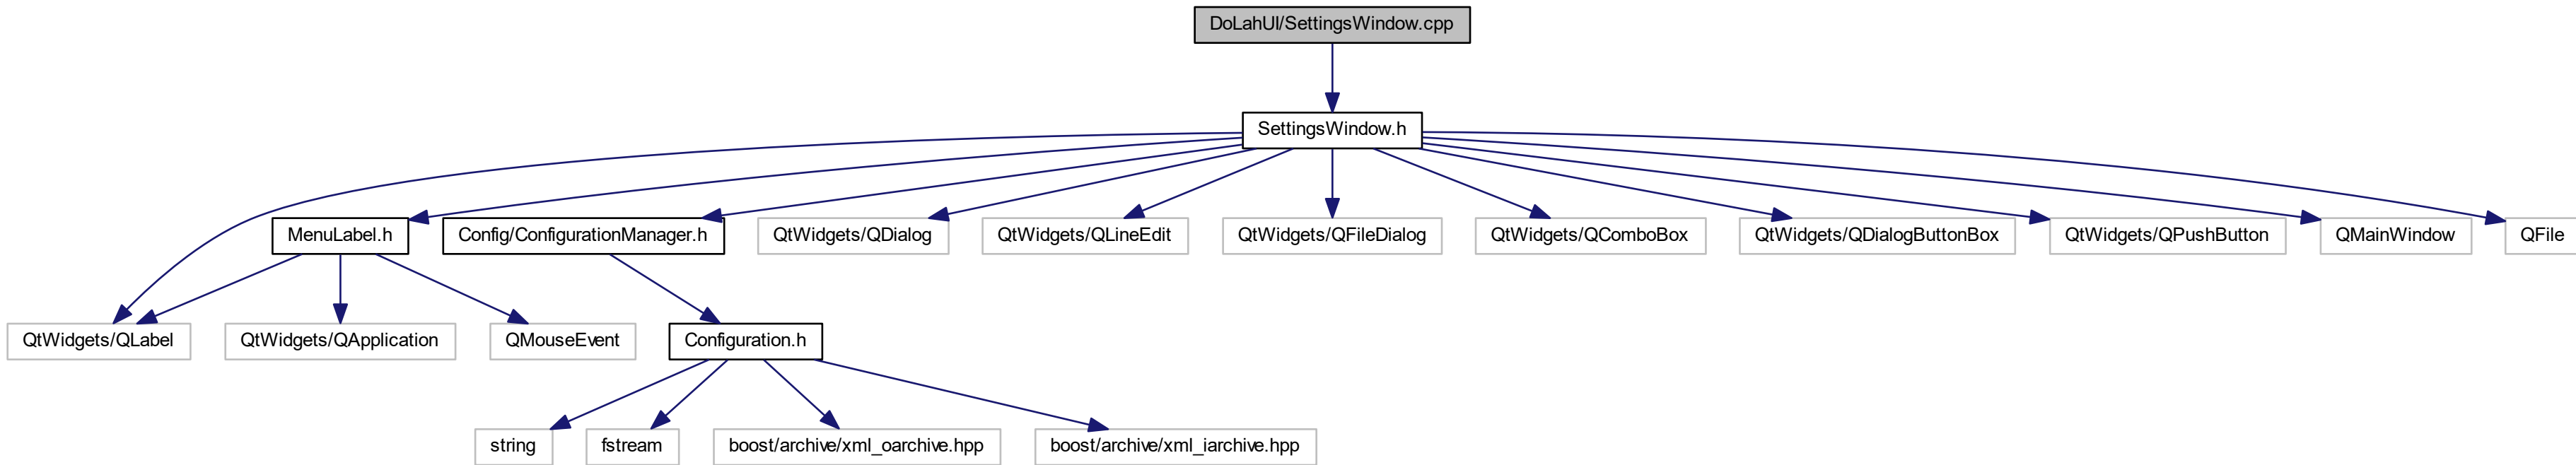 DoLahUI/SettingsWindow.cpp
SettingsWindow.h
MenuLabel.h
Config/ConfigurationManager.h
QtWidgets/QDialog
QtWidgets/QLineEdit
QtWidgets/QFileDialog
QtWidgets/QComboBox
QtWidgets/QDialogButtonBox
QtWidgets/QPushButton
QMainWindow
QFile
QtWidgets/QLabel
QtWidgets/QApplication
QMouseEvent
Configuration.h
string
fstream
boost/archive/xml_oarchive.hpp
boost/archive/xml_iarchive.hpp